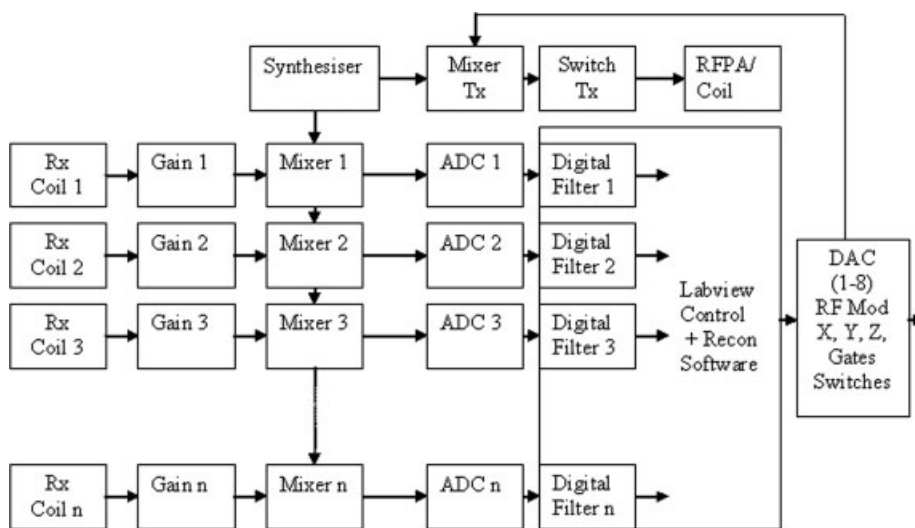 Synthesiser
Mixer
Tx
Switch
Tx
RFPA/
Coil
Rx
Coil 1
Gain 1
Mixer 1
ADC 1
Digital
Filter 1
Rx
Coil 2
Gain 2
Mixer 2
ADC 2
Digital
Filter 2
Rx
Coil 3
Gain 3
Mixer 3
ADC 3
Digital
Filter 3
Rx
Coil n
Gain n
Mixer n
ADC n
Digital
Filter n
Labview
Control
+ Recon
Software
DAC
(1-8)
RF Mod
X, Y, Z,
Gates
Switches